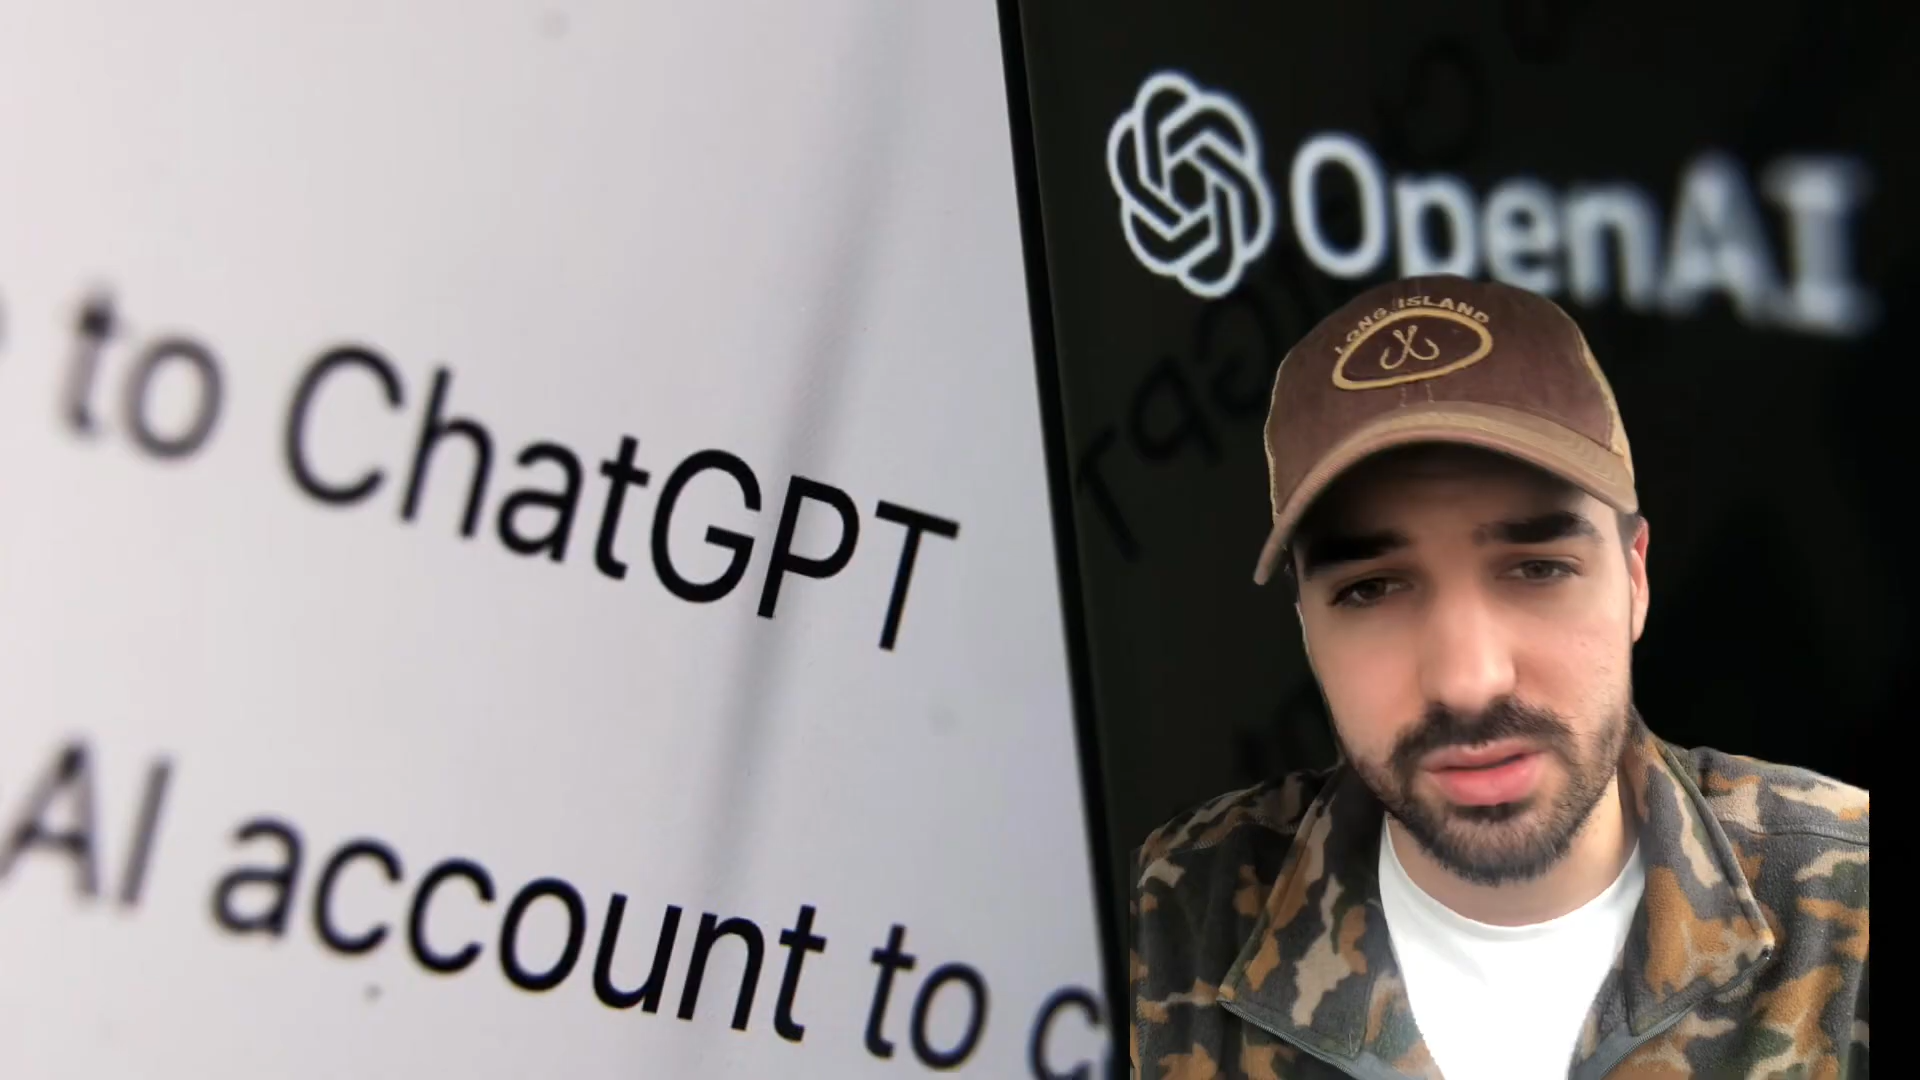 to ChatGPT
AI account to
OpenAI
LONG ISLAND